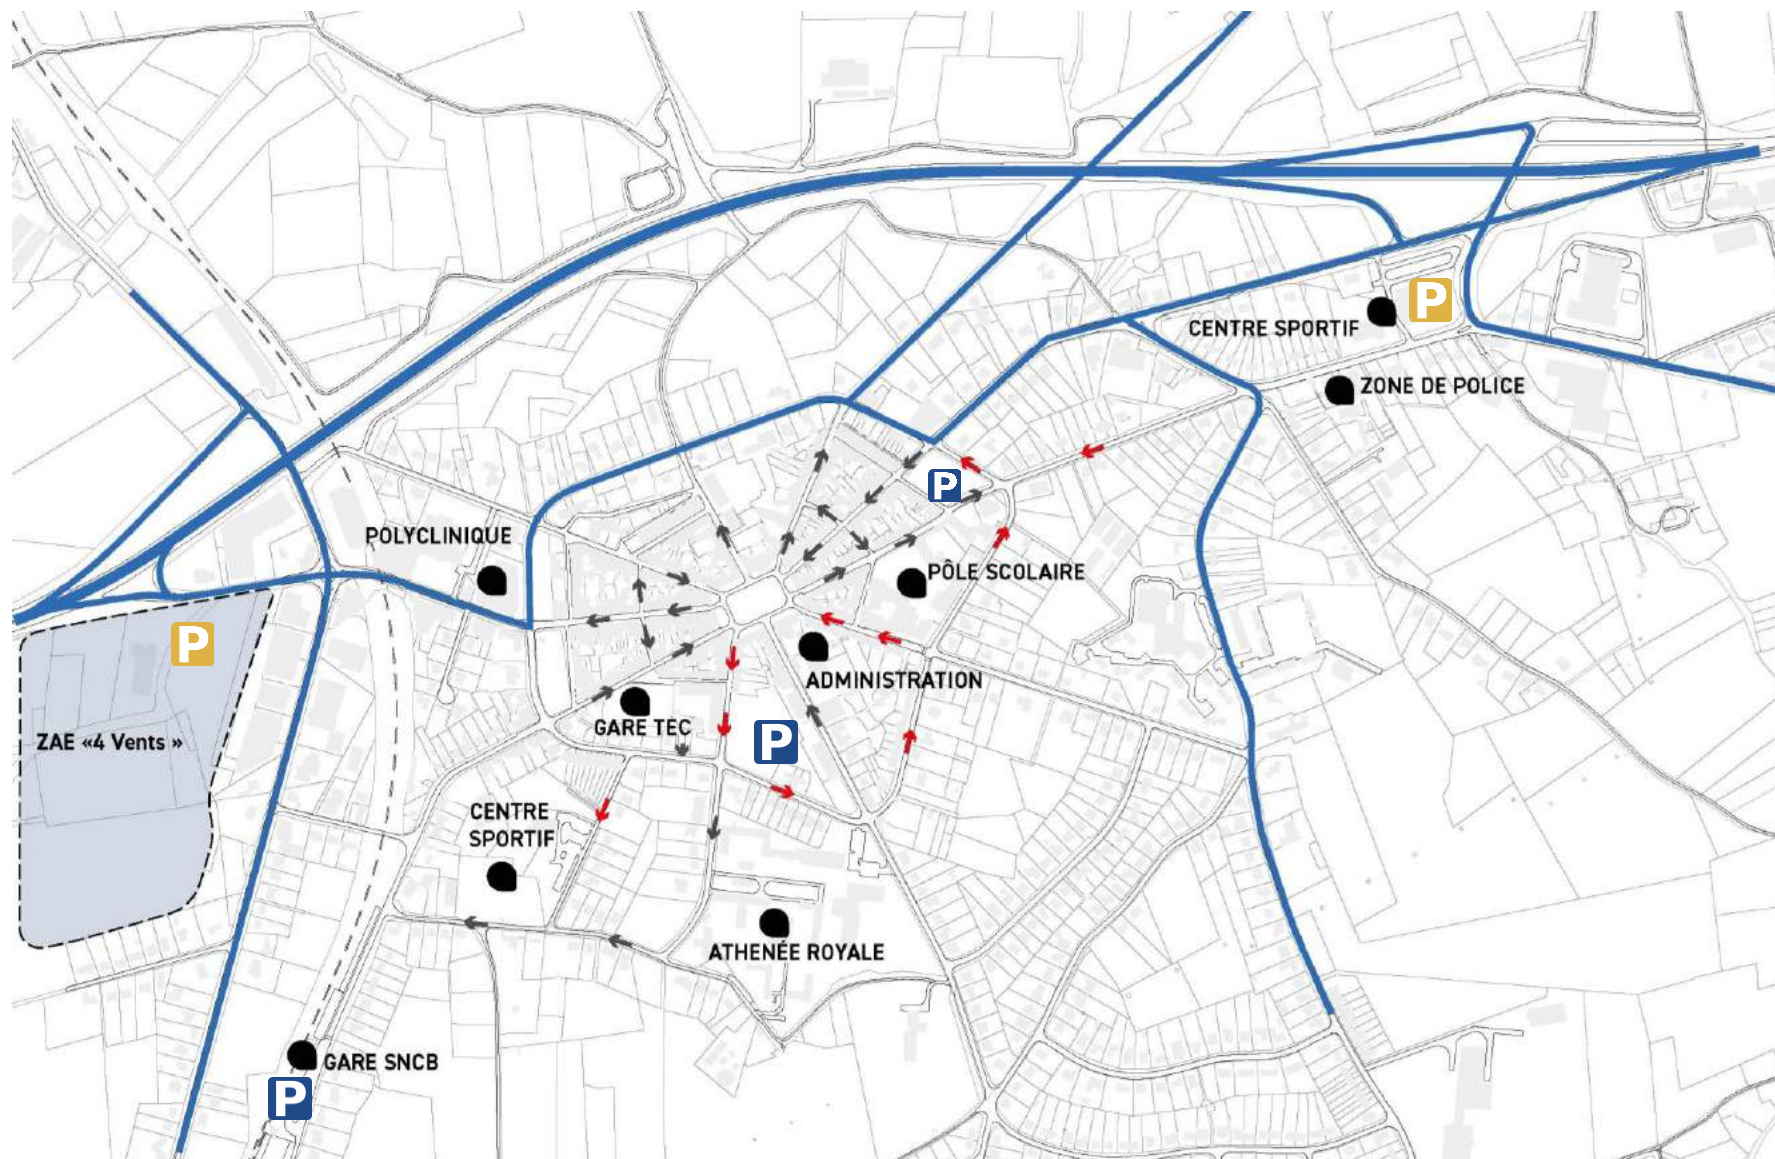 P
CENTRE SPORTIF
ZONE DE POLICE
P
POLYCLINIQUE
PÔLE SCOLAIRE
P
ADMINISTRATION
GARE TEC
P
ZAE «4 Vents »
CENTRE
SPORTIF
ATHENÉE ROYALE
GARE SNCB
P